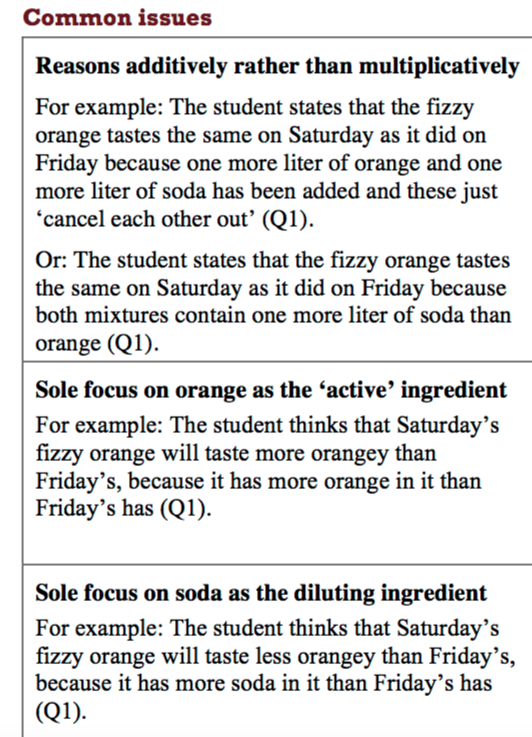 Common issues
Reasons additively rather than multiplicatively
For example: The student states that the fizzy
orange tastes the same on Saturday as it did on
Friday because one more liter of orange and one
more liter of soda has been added and these just
‘cancel each other out’ (Q1).
Or: The student states that the fizzy orange tastes
the same on Saturday as it did on Friday because
both mixtures contain one more liter of soda than
orange (Q1).
Sole focus on orange as the ‘active’ ingredient
For example: The student thinks that Saturday’s
fizzy orange will taste more orangey than
Friday’s, because it has more orange in it than
Friday’s has (Q1).
Sole focus on soda as the diluting ingredient
For example: The student thinks that Saturday’s
fizzy orange will taste less orangey than Friday’s,
because it has more soda in it than Friday’s has
(Q1).